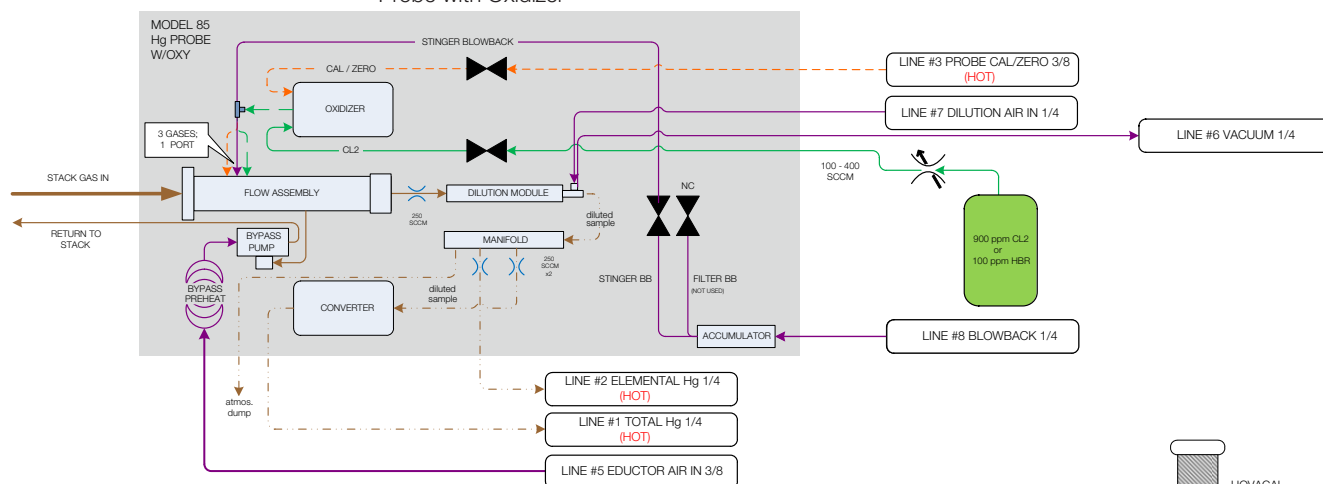 Probe with Oxidizer
MODEL 85
Hg PROBE
W/OXY
STINGER BLOWBACK
CAL / ZERO
LINE #3 PROBE CAL/ZERO 3/8
(HOT)
OXIDIZER
LINE #7 DILUTION AIR IN 1/4
LINE #6 VACUUM 1/4
3 GASES;
1 PORT
CL2
100 - 400
SCCM
STACK GAS IN
FLOW ASSEMBLY
250
SCCM
DILUTION MODULE
NC
diluted
sample
RETURN TO
STACK
BYPASS
PUMP
MANIFOLD
250
SCCM
x2
900 ppm CL2
or
100 ppm HBR
BYPASS
PREHEAT
diluted
sample
STINGER BB
FILTER BB
(NOT USED)
CONVERTER
ACCUMULATOR
LINE #8 BLOWBACK 1/4
LINE #2 ELEMENTAL Hg 1/4
(HOT)
atmos.
dump
LINE #1 TOTAL Hg 1/4
(HOT)
LINE #5 EDUCTOR AIR IN 3/8